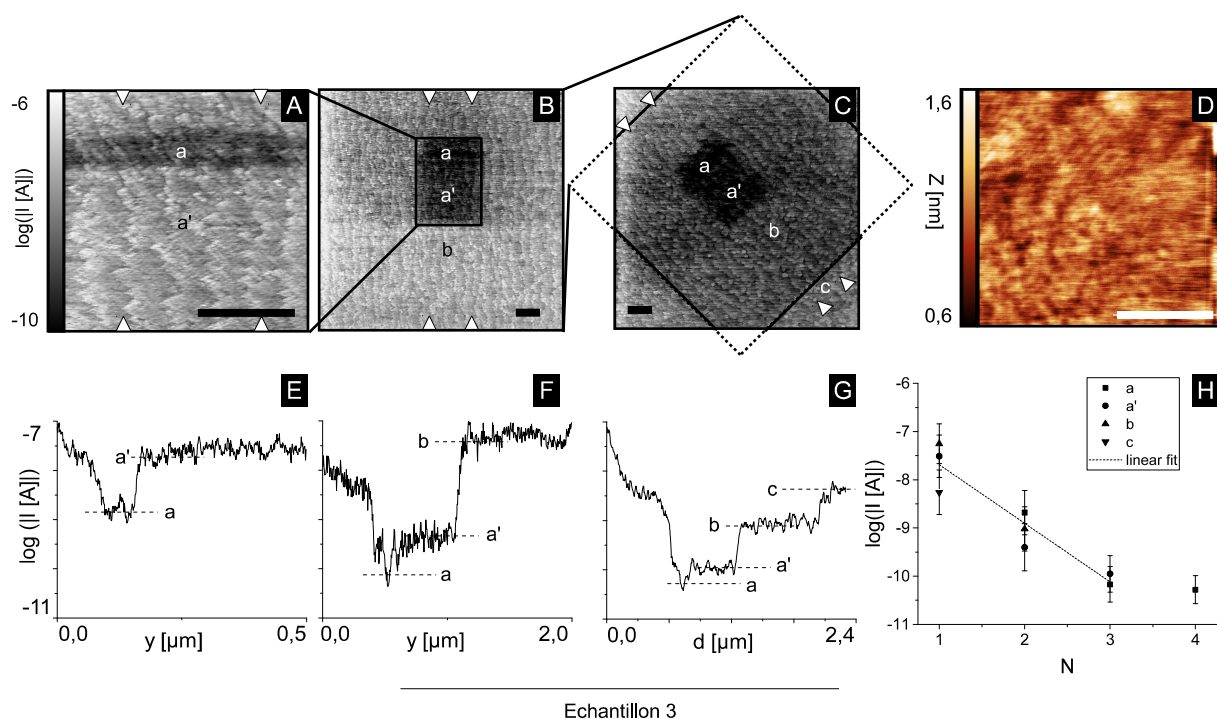 -6
log(|I [A]|)
-10
A
a
a'
B
a
a'
b
C
a
a'
b
c
D
1,6
Z [nm]
0,6
E
-7
log (|I [A]|)
-11
a'
a
0,0
y [µm]
0,5
F
b
a'
a
0,0
y [µm]
2,0
G
c
b
a'
a
0,0
d [µm]
2,4
H
a
a'
b
c
linear fit
-6
-7
-8
-9
-10
-11
log(|I [A]|)
1 2 3 4
N
Echantillon 3